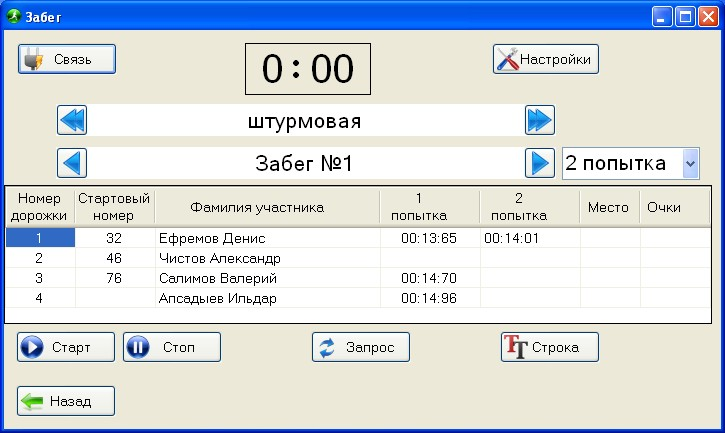 Забег
Связь
0:00
Настройки
штурмовая
Забег №1
2 попытка
Номер дорожки Стартовый номер Фамилия участника 1 попытка 2 попытка Место Очки
1 32 Ефремов Денис 00:13:65 00:14:01
2 46 Чистов Александр
3 76 Салимов Валерий 00:14:70
4 Апсадыев Ильдар 00:14:96
Старт Стоп Запрос Строка
Назад